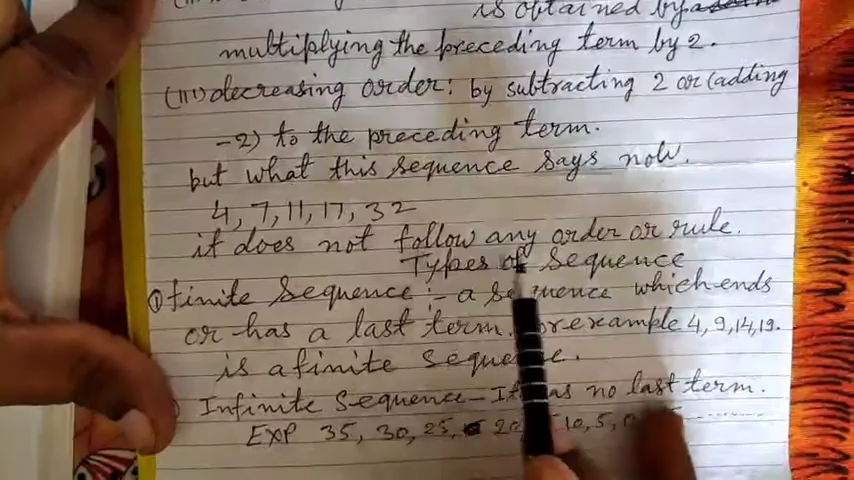 is obtained by
multiplying the preceding term by 2.
(iii) decreasing order: by subtracting 2 or (adding
-2) to the preceding term.
but what this sequence says now.
4, 7, 11, 17, 32
it does not follow any order or rule.
Types of Sequence
① finite Sequence :- a sequence which ends
or has a last term. For example 4, 9, 14, 19.
is a finite sequence.
Infinite Sequence - It has no last term.
EXP 35, 30, 25, 20, 10, 5,